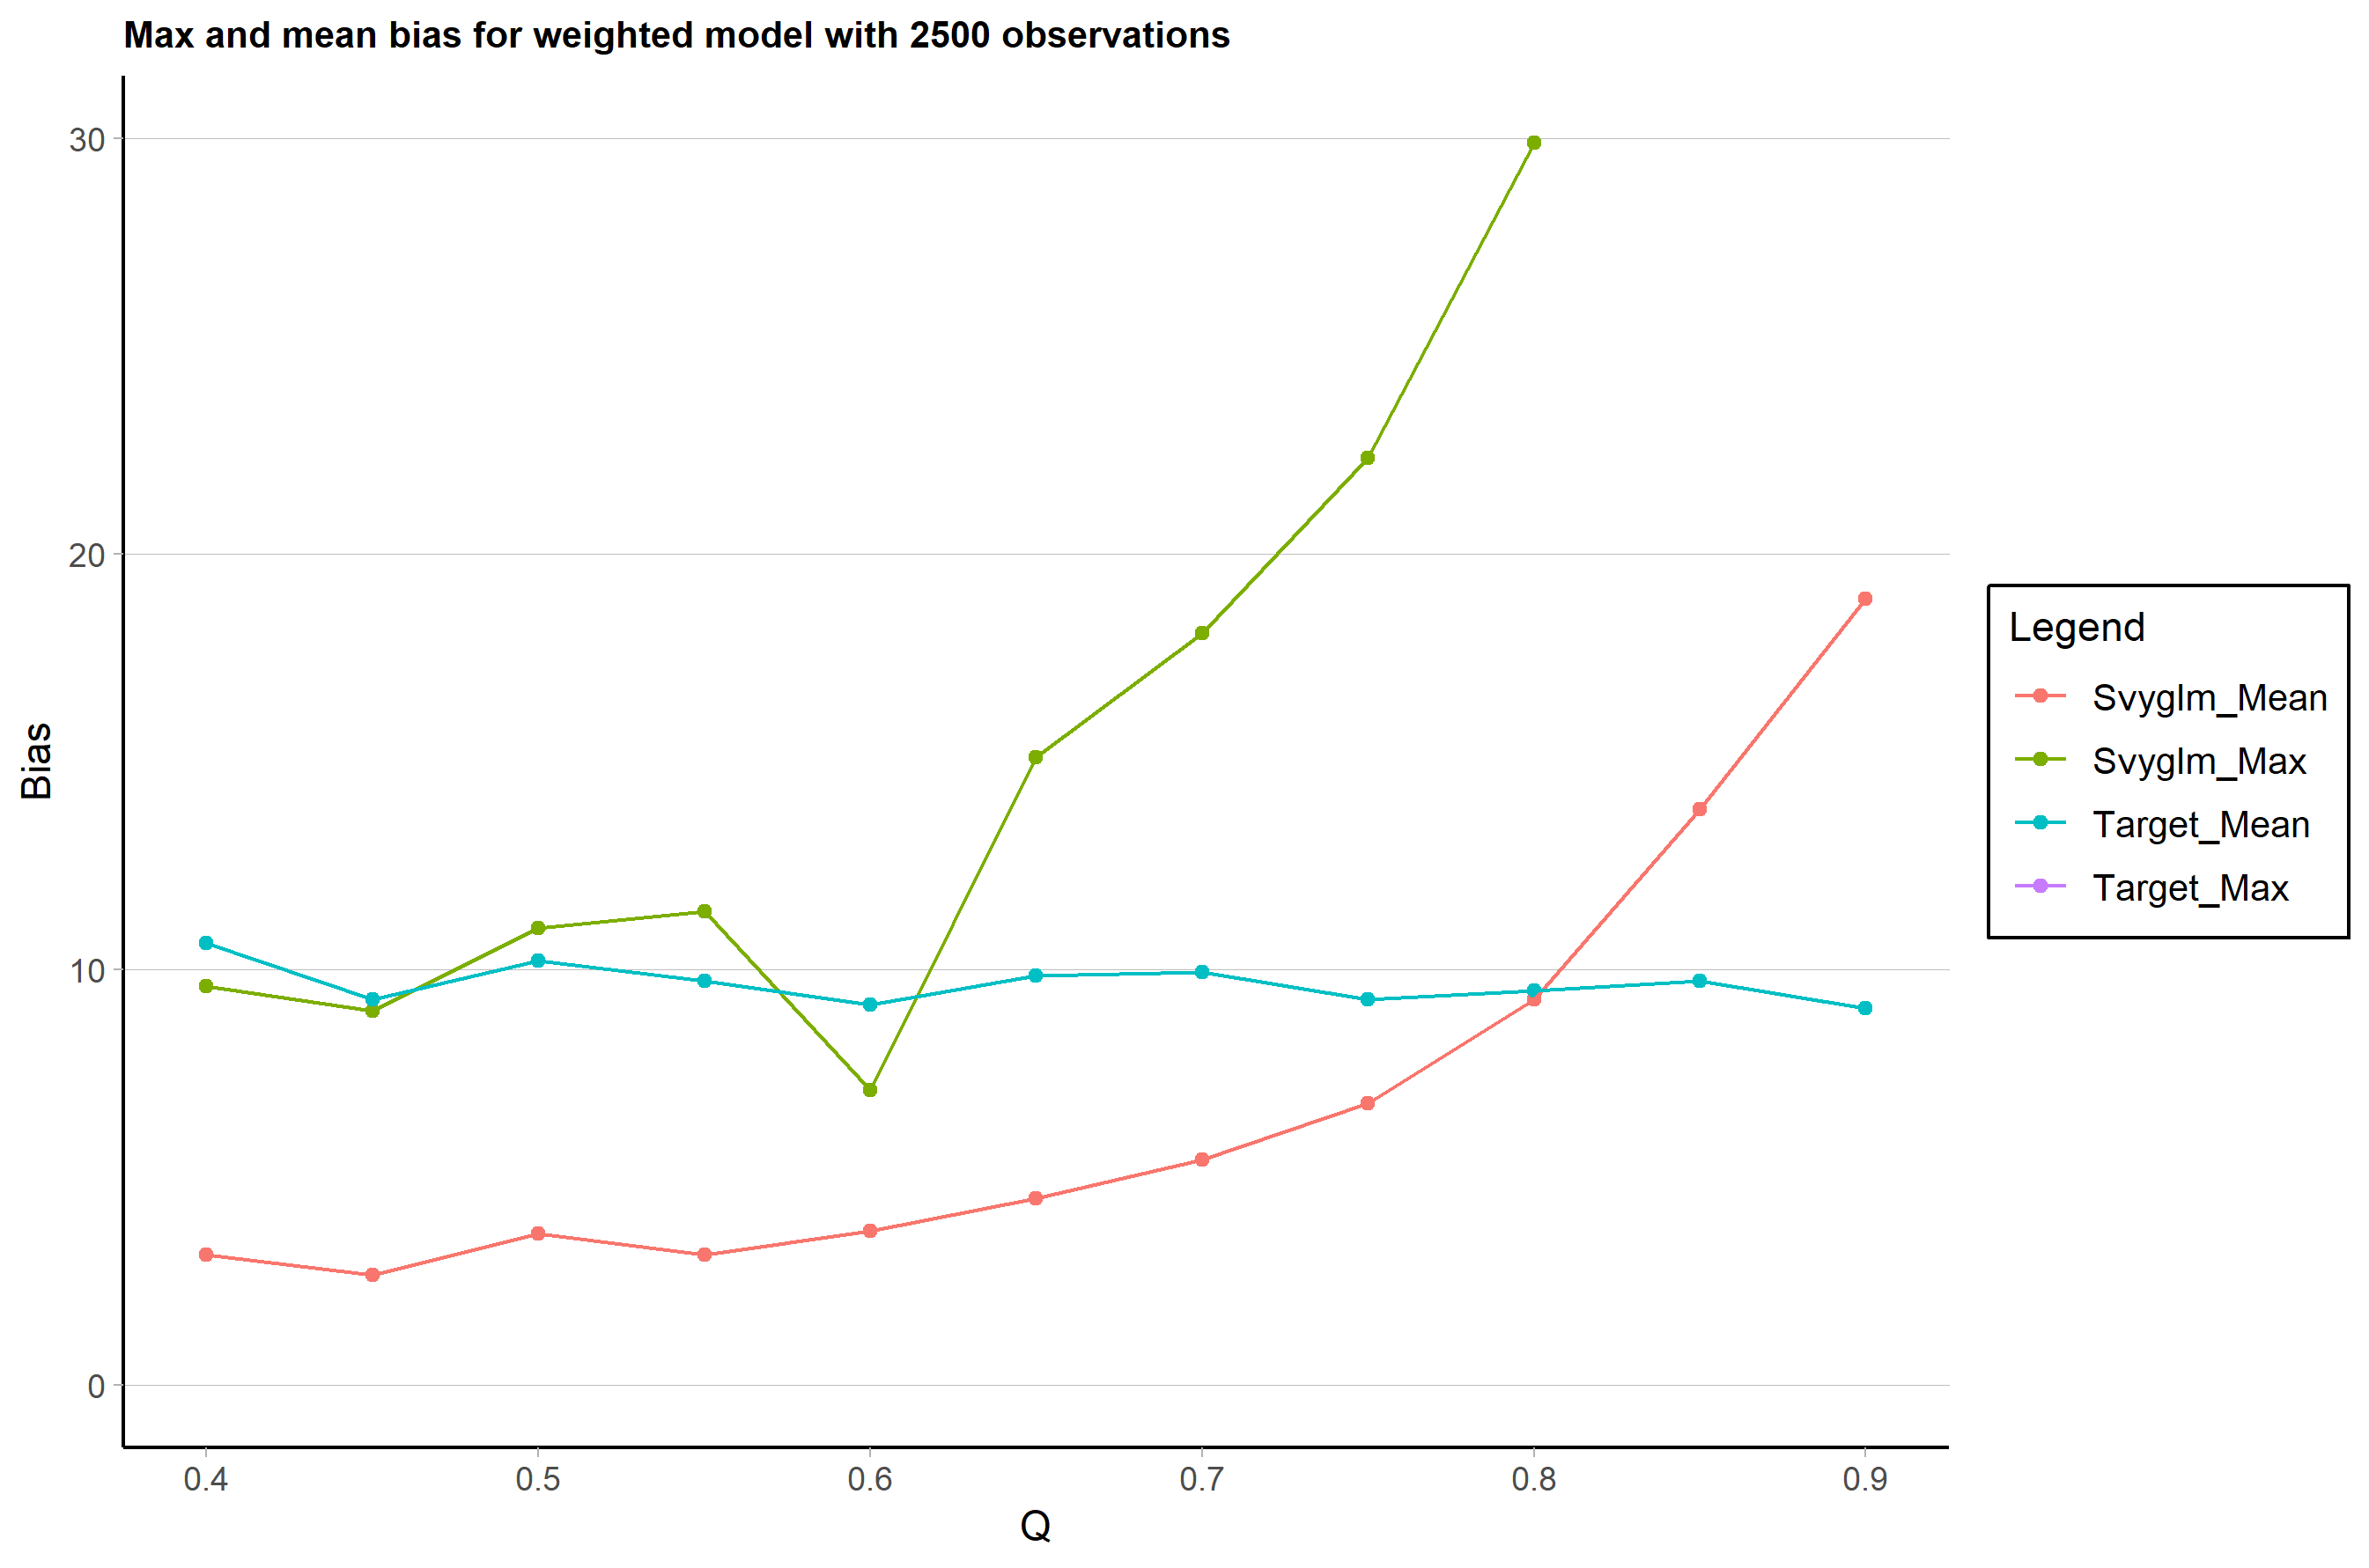 Max and mean bias for weighted model with 2500 observations
30
20
10
0
Bias
0.4 0.5 0.6 0.7 0.8 0.9
Q
Legend
Svyglm_Mean
Svyglm_Max
Target_Mean
Target_Max